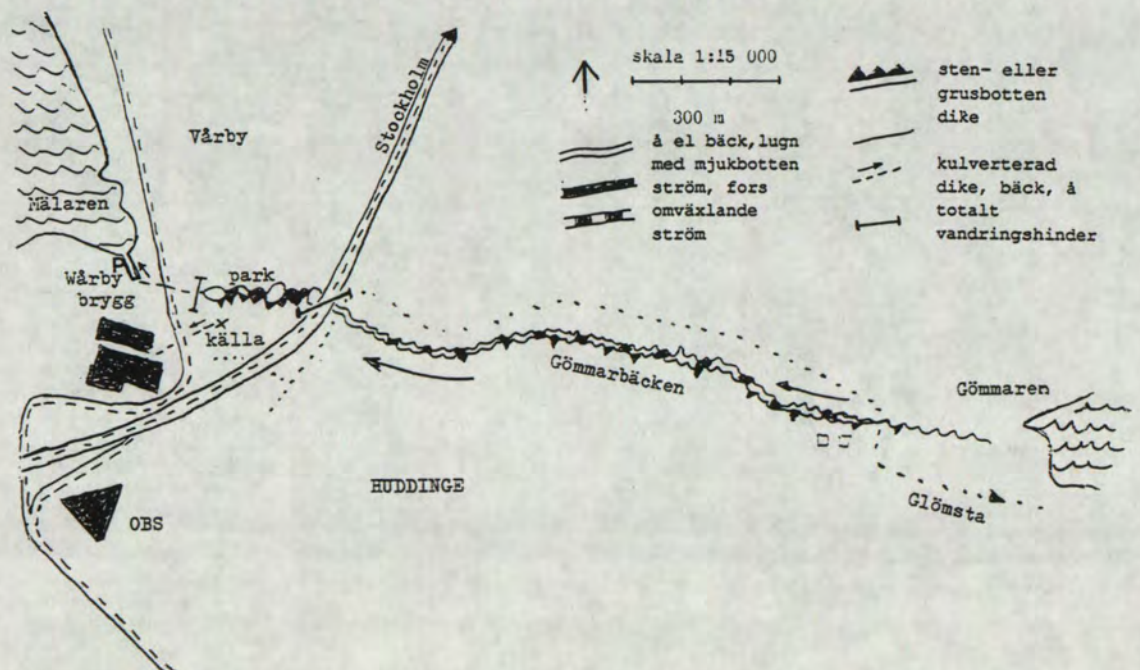 Stockholm
Vårby
Mälaren
P
Wårby
brygg
park
källa
OBS
HUDDINGE
Gömmarbäcken
Gömmaren
Glömsta
skala 1:15 000
300 m
å el bäck, lugn
med mjukbotten
ström, fors
omväxlande
ström
sten- eller
grusbotten
dike
kulverterad
dike, bäck, å
totalt
vandringshinder